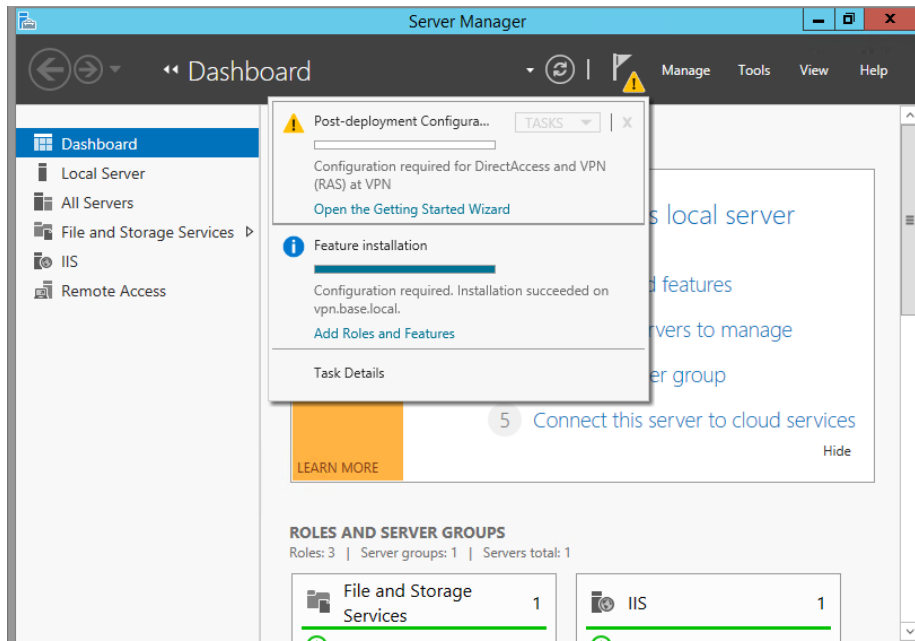 Server Manager
Dashboard
Manage Tools View Help
Dashboard
Local Server
All Servers
File and Storage Services
IIS
Remote Access
Post-deployment Configura...
TASKS
X
Configuration required for DirectAccess and VPN
(RAS) at VPN
Open the Getting Started Wizard
Feature installation
Configuration required. Installation succeeded on
vpn.base.local.
Add Roles and Features
Task Details
local server
features
to manage
group
5 Connect this server to cloud services
Hide
LEARN MORE
ROLES AND SERVER GROUPS
Roles: 3 | Server groups: 1 | Servers total: 1
File and Storage
Services
1
IIS
1